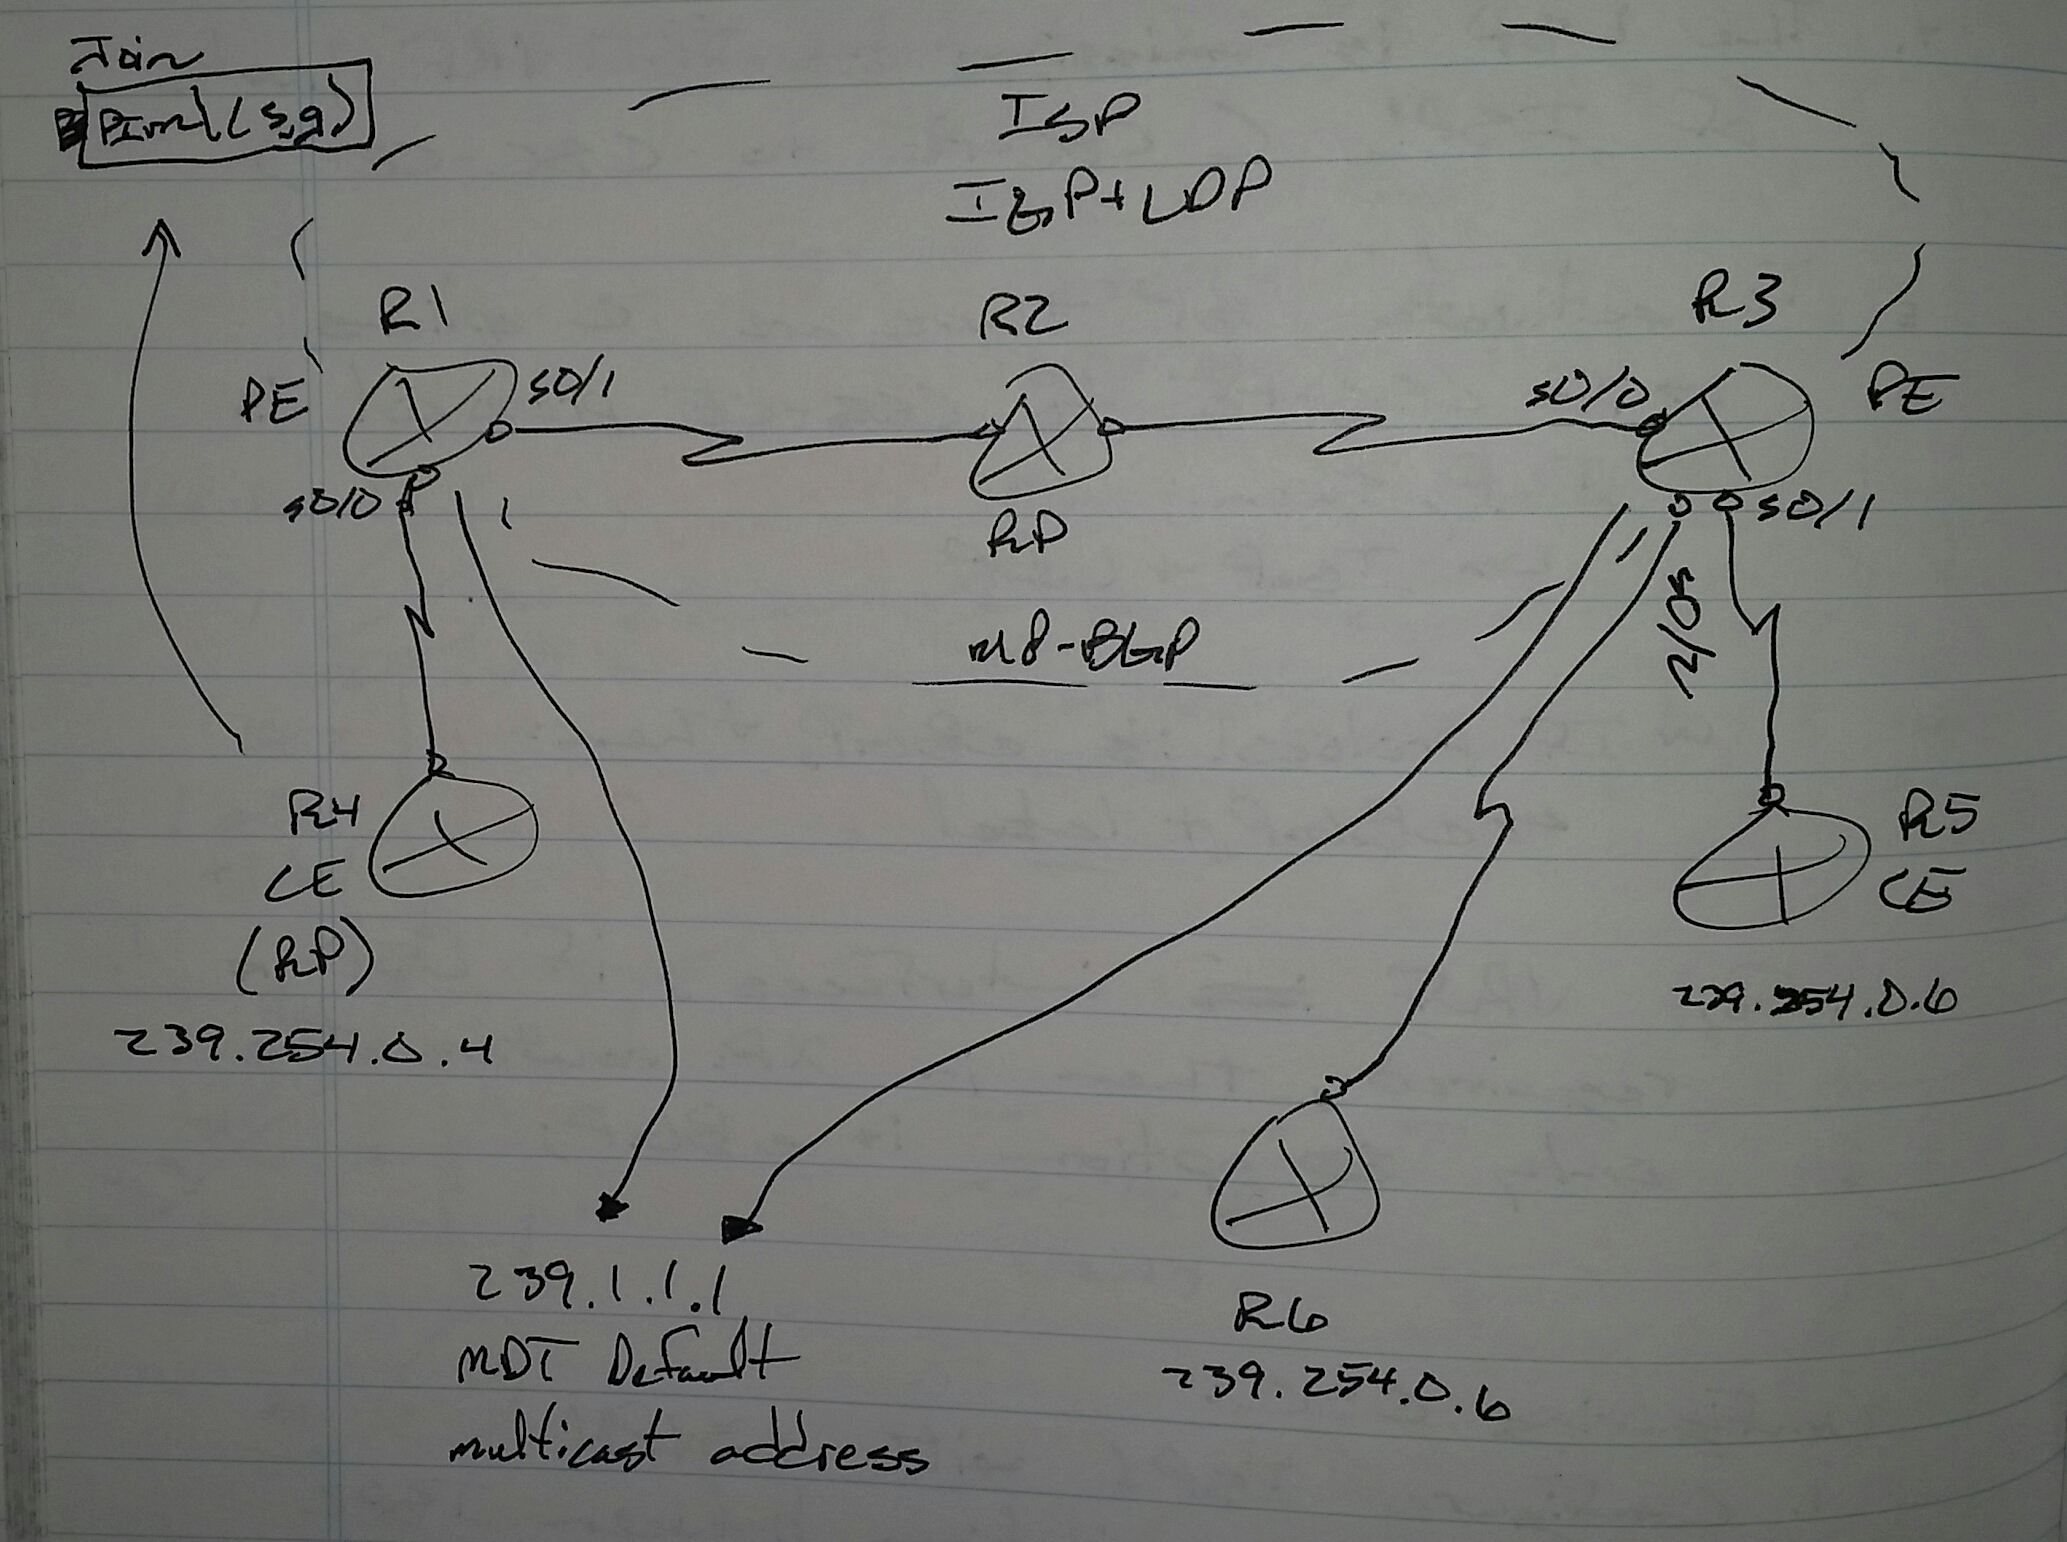 Join
PIM (S,g)
ISP
IGP+LDP
R1
R2
R3
PE
S0/1
S0/0
PE
S0/0
RP
S0/1
S0/2
MP-BGP
R4
CE
(RP)
239.254.0.4
R5
CE
239.254.0.6
239.1.1.1
MDT Default
multicast address
R6
239.254.0.6